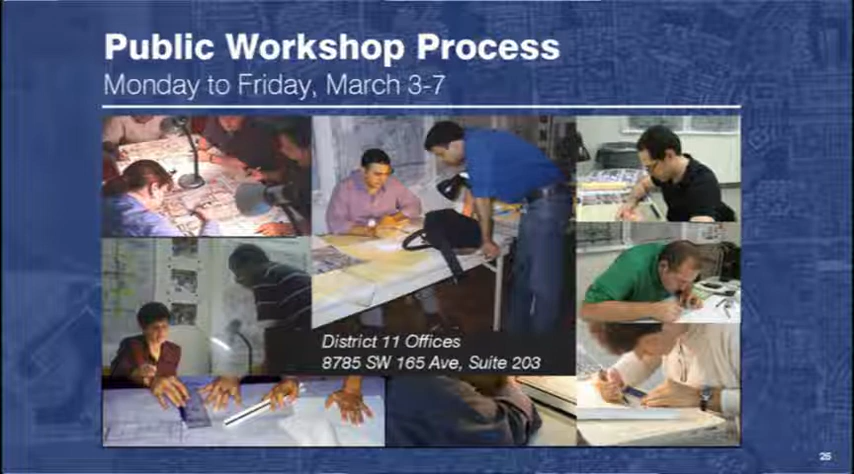 Public Workshop Process
Monday to Friday, March 3-7
District 11 Offices
8785 SW 165 Ave, Suite 203
25